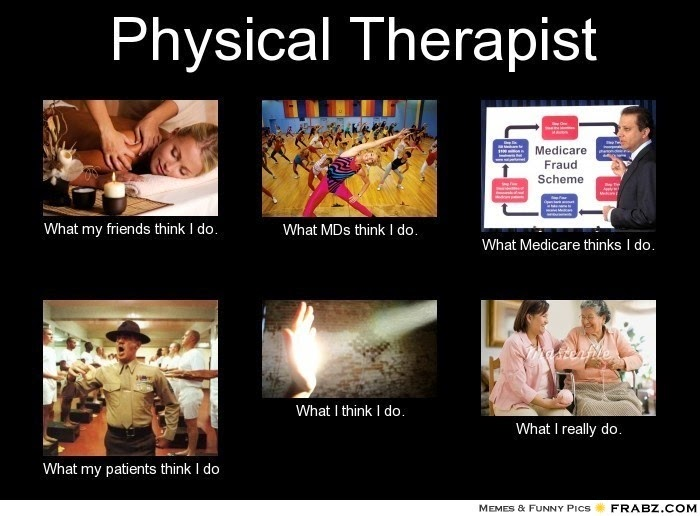 Physical Therapist
What my friends think I do.
What MDs think I do.
Medicare
Fraud
Scheme
What Medicare thinks I do.
What my patients think I do
What I think I do.
Masterfile
What I really do.
MEMES & FUNNY PICS FRABZ.COM